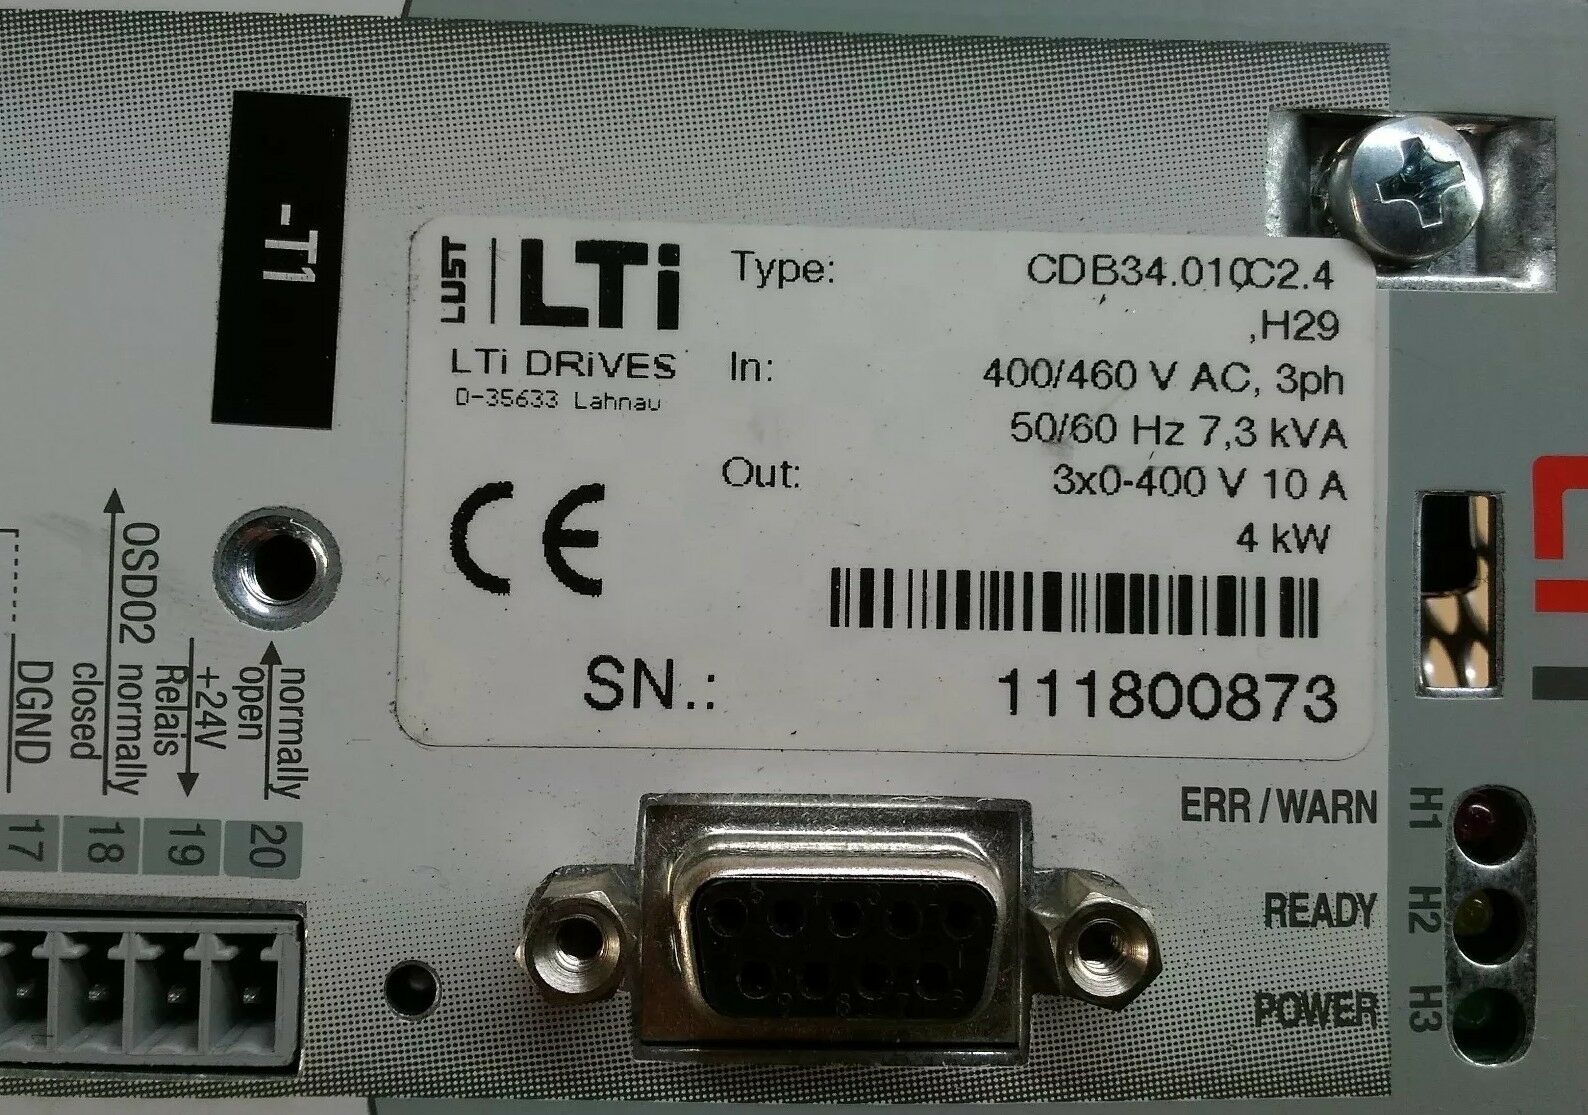 -T1
LUST LTi
LTi DRiVES
D-35633 Lahnau
Type: CDB34.010C2.4
,H29
In: 400/460 V AC, 3ph
50/60 Hz 7,3 kVA
Out: 3x0-400 V 10 A
4 kW
CE
SN.: 111800873
normally
open
+24V
Relais
OSD02 normally
closed
DGND
17 18 19 20
ERR/WARN H1
READY H2
POWER H3
LTi